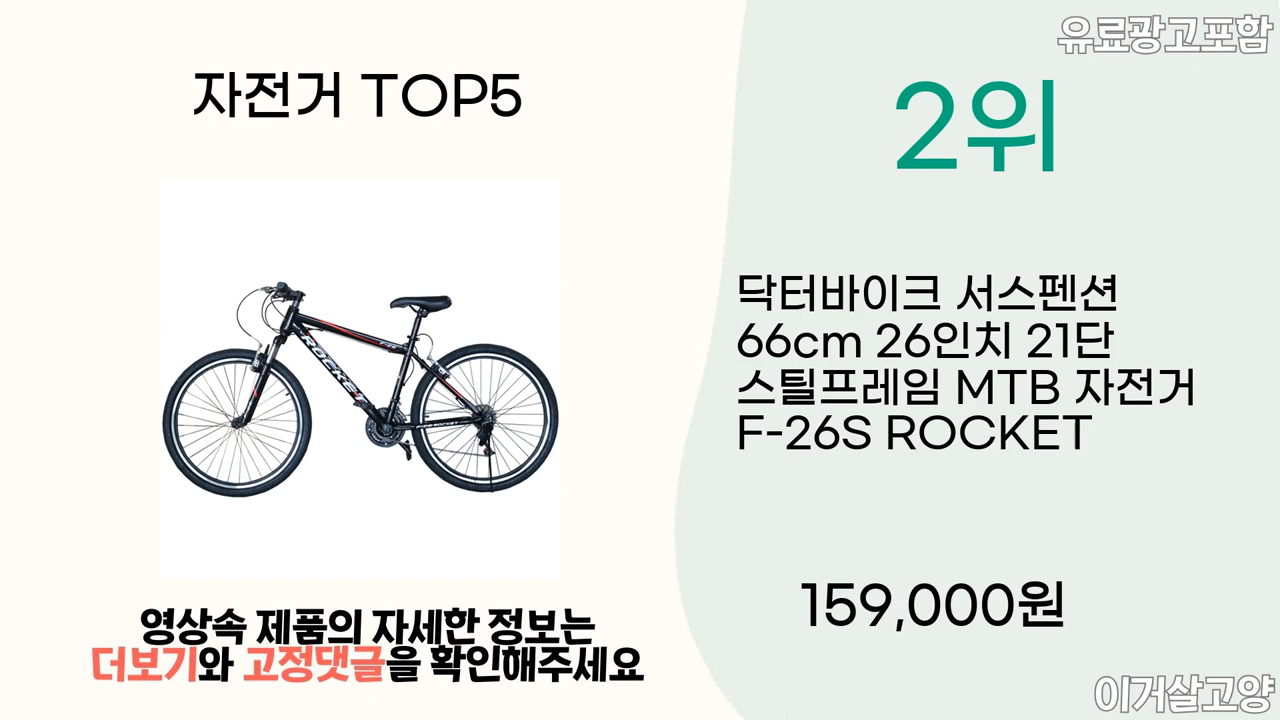 유료광고포함
자전거 TOP5
2위
ROCKET
닥터바이크 서스펜션
66cm 26인치 21단
스틸프레임 MTB 자전거
F-26S ROCKET
159,000원
영상속 제품의 자세한 정보는
더보기와 고정댓글을 확인해주세요
이거살고양